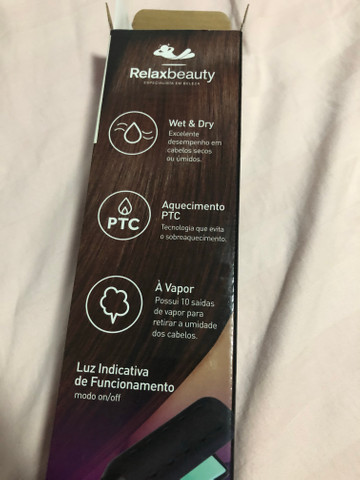 Relaxbeauty
ESPECIALISTA EM BELEZA
Wet & Dry
Excelente
desempenho em
cabelos secos
ou úmidos.
PTC
Aquecimento
PTC
Tecnologia que evita
o sobreaquecimento.
À Vapor
Possui 10 saídas
de vapor para
retirar a umidade
dos cabelos.
Luz Indicativa
de Funcionamento
modo on/off